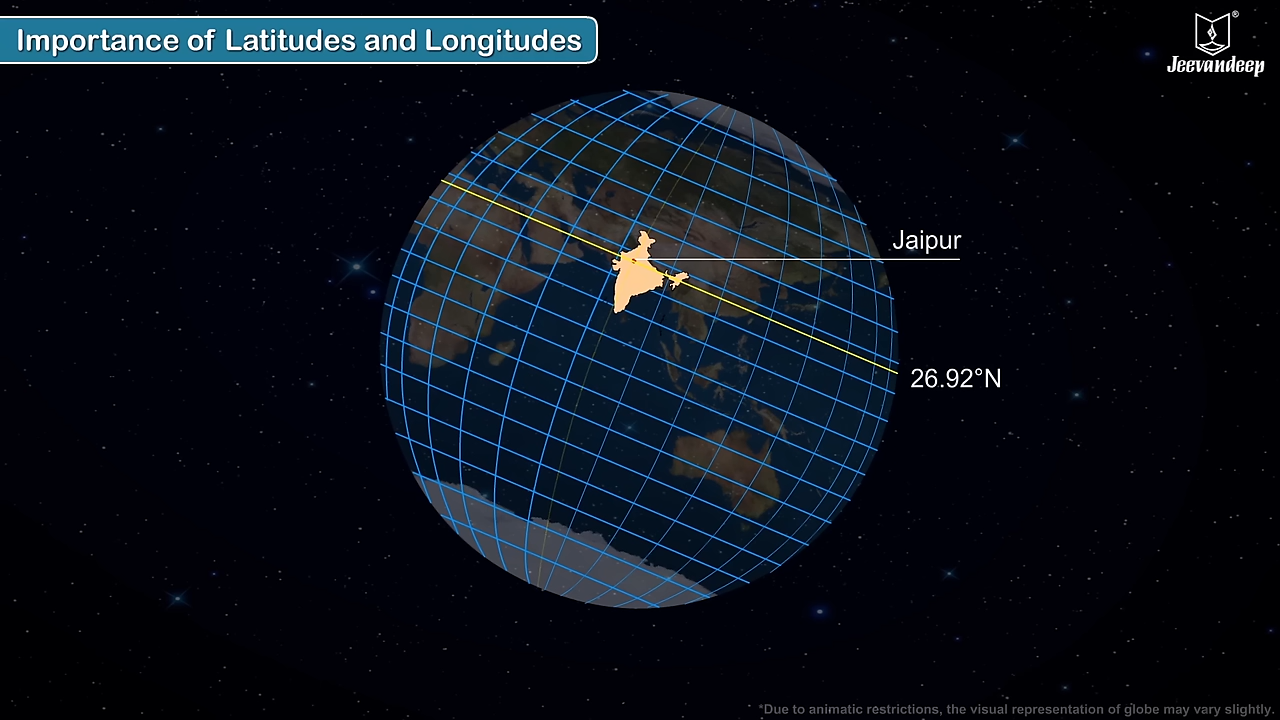 Importance of Latitudes and Longitudes
®
Jeevandeep
Jaipur
26.92°N
*Due to animatic restrictions, the visual representation of globe may vary slightly.